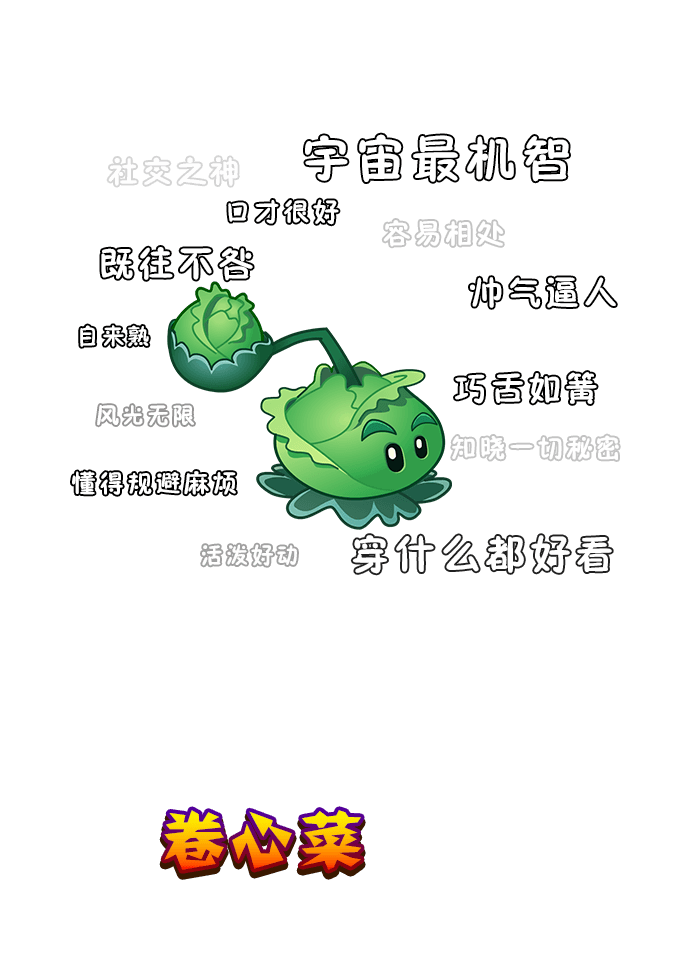 社交之神
宇宙最机智
口才很好
容易相处
既往不咎
帅气逼人
自来熟
巧舌如簧
风光无限
知晓一切秘密
懂得规避麻烦
活泼好动
穿什么都好看
卷心菜